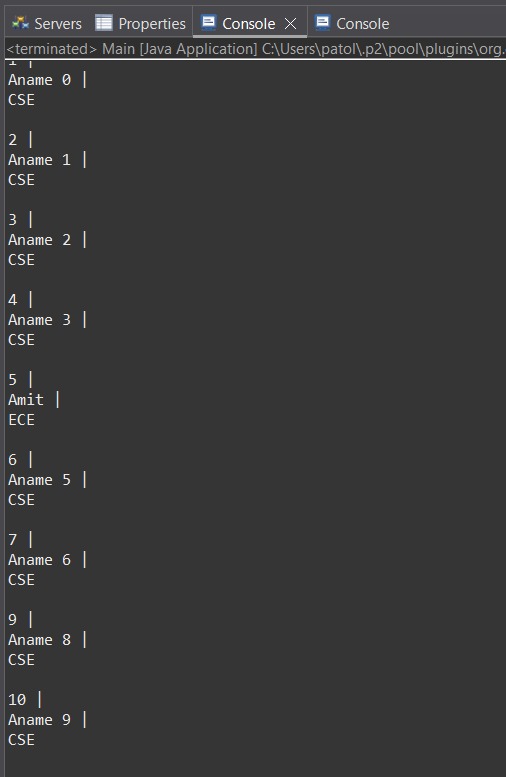 Servers Properties Console Console
<terminated> Main [Java Application] C:\Users\patol\.p2\pool\plugins\org.
1 |
Aname 0 |
CSE
2 |
Aname 1 |
CSE
3 |
Aname 2 |
CSE
4 |
Aname 3 |
CSE
5 |
Amit |
ECE
6 |
Aname 5 |
CSE
7 |
Aname 6 |
CSE
9 |
Aname 8 |
CSE
10 |
Aname 9 |
CSE